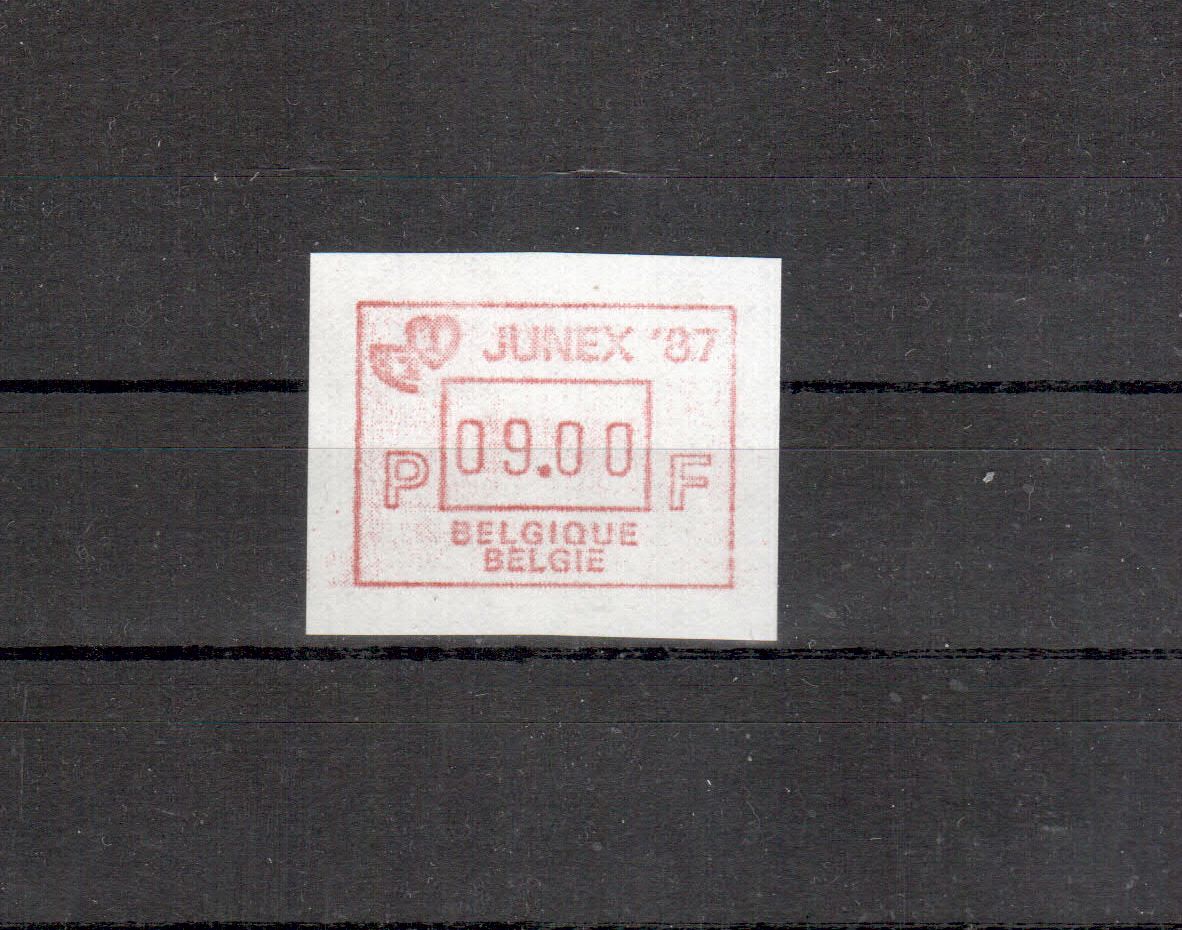 JUNEX '87
09.00
P F
BELGIQUE
BELGIE